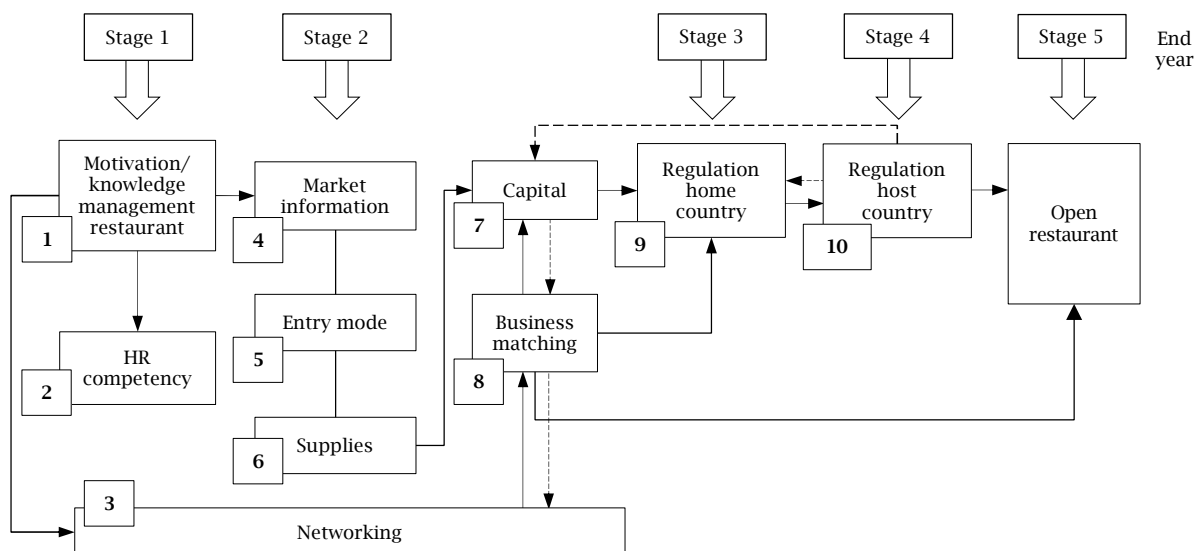 Stage 1
Stage 2
Stage 3
Stage 4
Stage 5
End
year
Motivation/
knowledge
management
restaurant
1
Market
information
4
Capital
7
Regulation
home
country
9
Regulation
host
country
10
Open
restaurant
HR
competency
2
Entry mode
5
Business
matching
8
Supplies
6
3
Networking